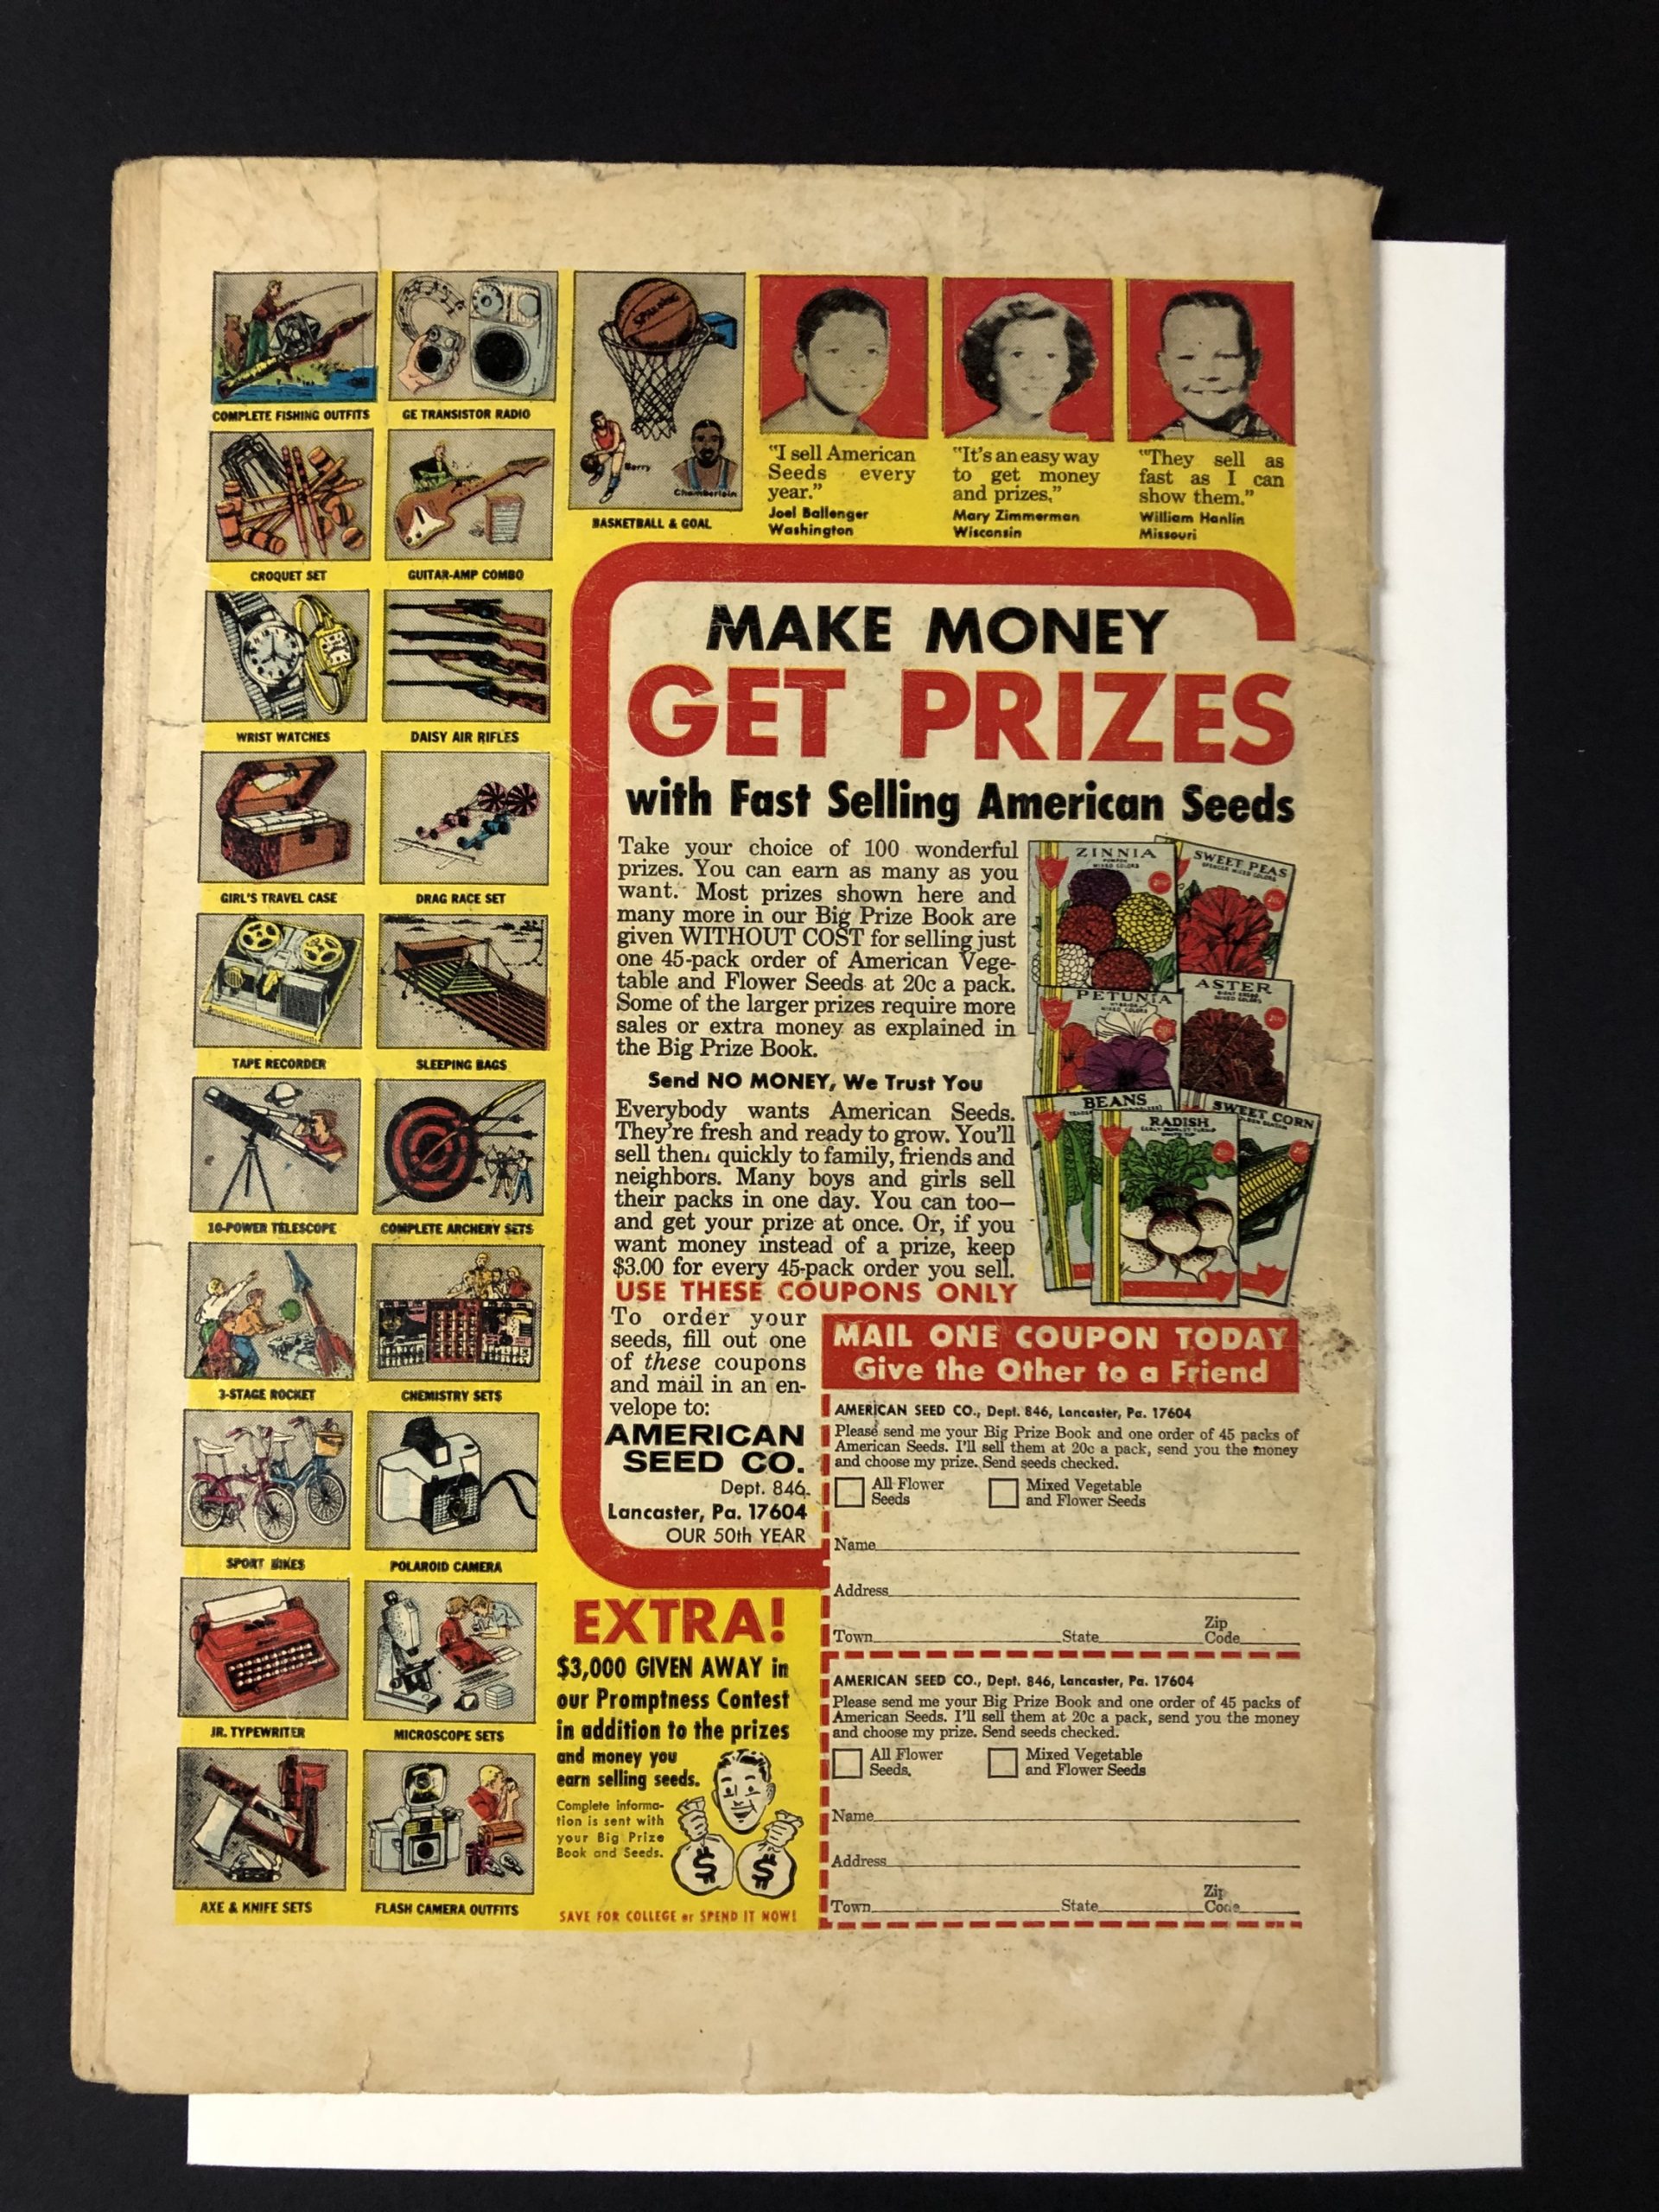 COMPLETE FISHING OUTFITS
GE TRANSISTOR RADIO
SPALDING
Barry
Chamberlain
BASKETBALL & GOAL
CROQUET SET
GUITAR-AMP COMBO
WRIST WATCHES
DAISY AIR RIFLES
GIRL'S TRAVEL CASE
DRAG RACE SET
TAPE RECORDER
SLEEPING BAGS
10-POWER TELESCOPE
COMPLETE ARCHERY SETS
3-STAGE ROCKET
CHEMISTRY SETS
SPORT BIKES
POLAROID CAMERA
JR. TYPEWRITER
MICROSCOPE SETS
AXE & KNIFE SETS
FLASH CAMERA OUTFITS
"I sell American
Seeds every
year."
Joel Ballenger
Washington
"It's an easy way
to get money
and prizes."
Mary Zimmerman
Wisconsin
"They sell as
fast as I can
show them."
William Hanlin
Missouri
MAKE MONEY
GET PRIZES
with Fast Selling American Seeds
Take your choice of 100 wonderful
prizes. You can earn as many as you
want. Most prizes shown here and
many more in our Big Prize Book are
given WITHOUT COST for selling just
one 45-pack order of American Vege-
table and Flower Seeds at 20c a pack.
Some of the larger prizes require more
sales or extra money as explained in
the Big Prize Book.
Send NO MONEY, We Trust You
Everybody wants American Seeds.
They're fresh and ready to grow. You'll
sell them quickly to family, friends and
neighbors. Many boys and girls sell
their packs in one day. You can too—
and get your prize at once. Or, if you
want money instead of a prize, keep
$3.00 for every 45-pack order you sell.
USE THESE COUPONS ONLY
To order your
seeds, fill out one
of these coupons
and mail in an en-
velope to:
AMERICAN
SEED CO.
Dept. 846,
Lancaster, Pa. 17604
OUR 50th YEAR
ZINNIA
MIXED COLORS
SWEET PEAS
SPENCER MIXED COLORS
PETUNIA
MIXED COLORS
ASTER
MIXED COLORS
BEANS
RADISH
SWEET CORN
MAIL ONE COUPON TODAY
Give the Other to a Friend
AMERICAN SEED CO., Dept. 846, Lancaster, Pa. 17604
Please send me your Big Prize Book and one order of 45 packs of
American Seeds. I'll sell them at 20c a pack, send you the money
and choose my prize. Send seeds checked.
All Flower
Seeds
Mixed Vegetable
and Flower Seeds
Name
Address
Town State Zip
Code
AMERICAN SEED CO., Dept. 846, Lancaster, Pa. 17604
Please send me your Big Prize Book and one order of 45 packs of
American Seeds. I'll sell them at 20c a pack, send you the money
and choose my prize. Send seeds checked.
All Flower
Seeds.
Mixed Vegetable
and Flower Seeds
Name
Address
Town State Zip
Code
EXTRA!
$3,000 GIVEN AWAY in
our Promptness Contest
in addition to the prizes
and money you
earn selling seeds.
Complete informa-
tion is sent with
your Big Prize
Book and Seeds.
$ $
SAVE FOR COLLEGE or SPEND IT NOW!